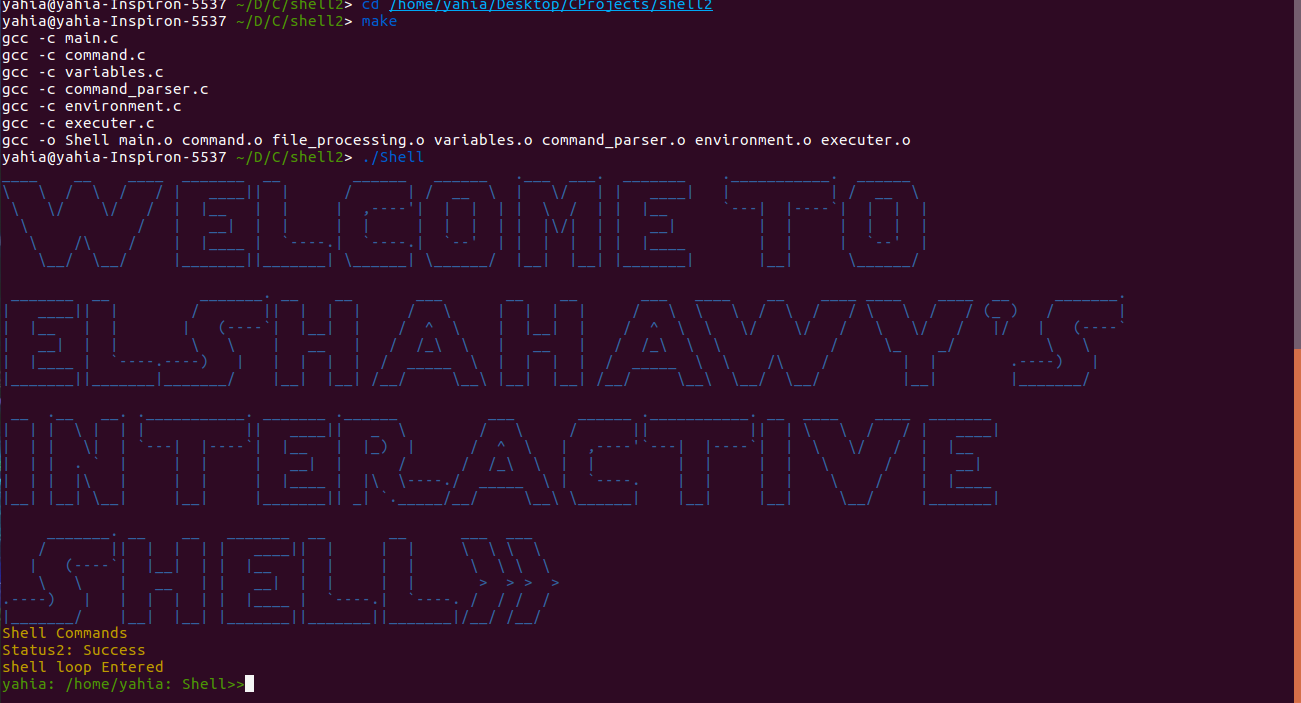 yahia@yahia-Inspiron-5537 ~/D/C/shell2> cd /home/yahia/Desktop/CProjects/shell2
yahia@yahia-Inspiron-5537 ~/D/C/shell2> make
gcc -c main.c
gcc -c command.c
gcc -c variables.c
gcc -c command_parser.c
gcc -c environment.c
gcc -c executer.c
gcc -o Shell main.o command.o file_processing.o variables.o command_parser.o environment.o executer.o
yahia@yahia-Inspiron-5537 ~/D/C/shell2> ./Shell
WELCOME TO
ELSHAHAWY'S
INTERACTIVE
SHELL>>
Shell Commands
Status2: Success
shell loop Entered
yahia: /home/yahia: Shell>>